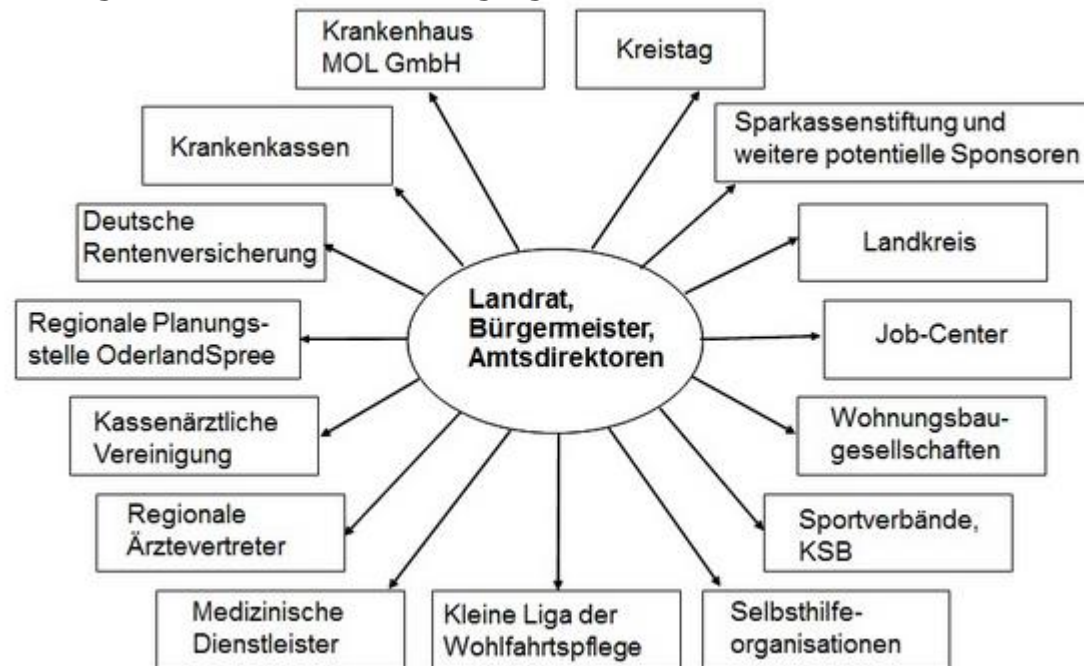 Krankenhaus
MOL GmbH
Kreistag
Krankenkassen
Sparkassenstiftung und
weitere potentielle Sponsoren
Deutsche
Rentenversicherung
Landkreis
Landrat,
Bürgermeister,
Amtsdirektoren
Regionale Planungs-
stelle OderlandSpree
Job-Center
Kassenärztliche
Vereinigung
Wohnungsbau-
gesellschaften
Regionale
Ärztevertreter
Sportverbände,
KSB
Medizinische
Dienstleister
Kleine Liga der
Wohlfahrtspflege
Selbsthilfe-
organisationen